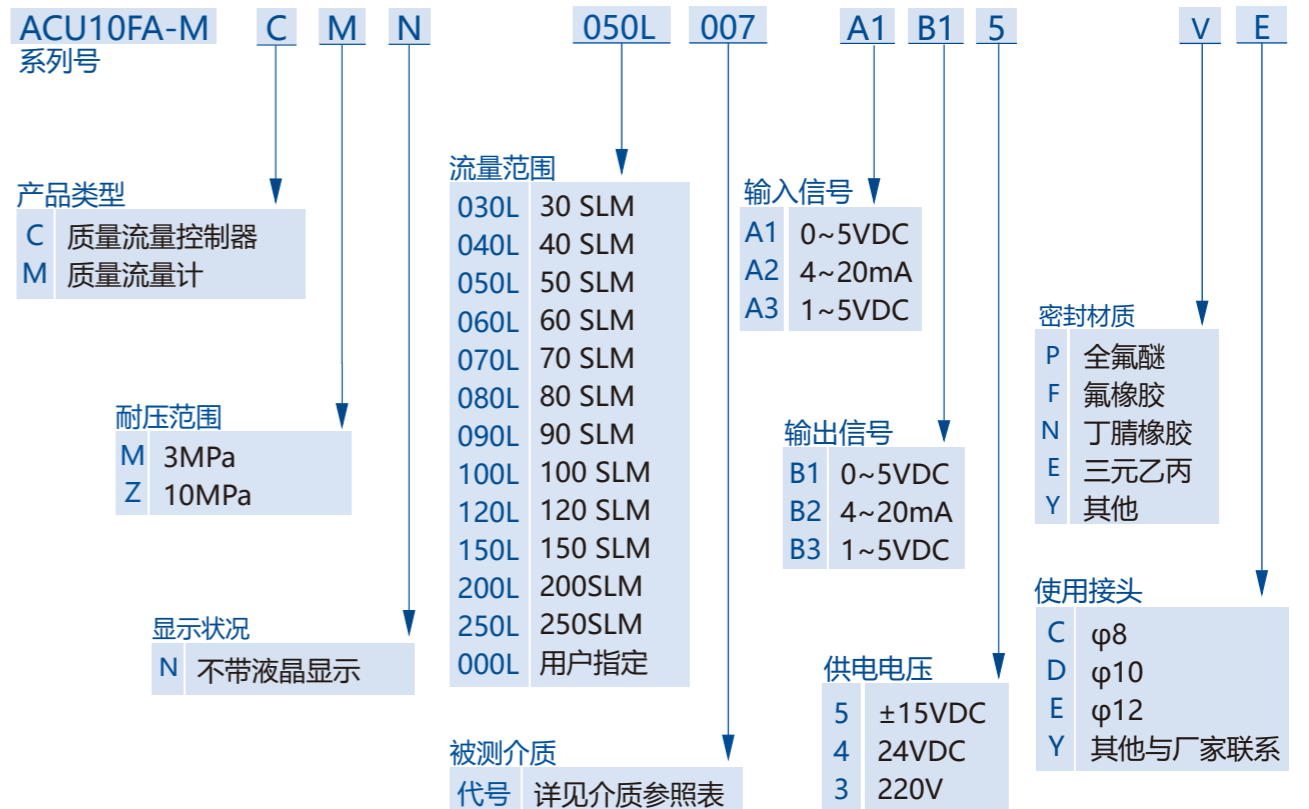 ACU10FA-M C M N 050L 007 A1 B1 5 V E
系列号
产品类型
C 质量流量控制器
M 质量流量计
耐压范围
M 3MPa
Z 10MPa
显示状况
N 不带液晶显示
流量范围
030L 30 SLM
040L 40 SLM
050L 50 SLM
060L 60 SLM
070L 70 SLM
080L 80 SLM
090L 90 SLM
100L 100 SLM
120L 120 SLM
150L 150 SLM
200L 200SLM
250L 250SLM
000L 用户指定
被测介质
代号 详见介质参照表
输入信号
A1 0~5VDC
A2 4~20mA
A3 1~5VDC
输出信号
B1 0~5VDC
B2 4~20mA
B3 1~5VDC
供电电压
5 ±15VDC
4 24VDC
3 220V
密封材质
P 全氟醚
F 氟橡胶
N 丁腈橡胶
E 三元乙丙
Y 其他
使用接头
C φ8
D φ10
E φ12
Y 其他与厂家联系